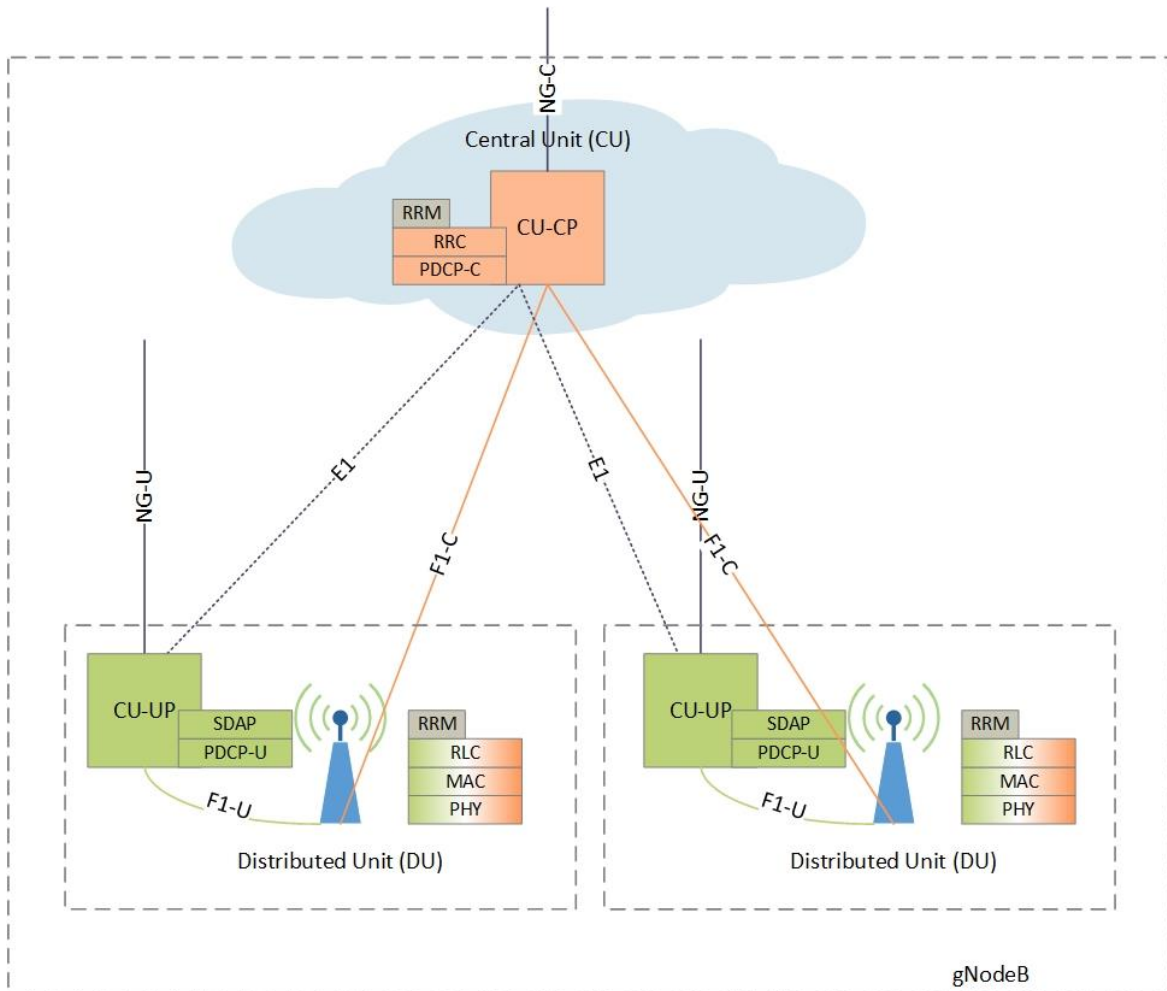 NG-C
Central Unit (CU)
CU-CP
RRM
RRC
PDCP-C
NG-U
E1
F1-C
E1
NG-U
F1-C
CU-UP
SDAP
PDCP-U
F1-U
RRM
RLC
MAC
PHY
Distributed Unit (DU)
CU-UP
SDAP
PDCP-U
F1-U
RRM
RLC
MAC
PHY
Distributed Unit (DU)
gNodeB